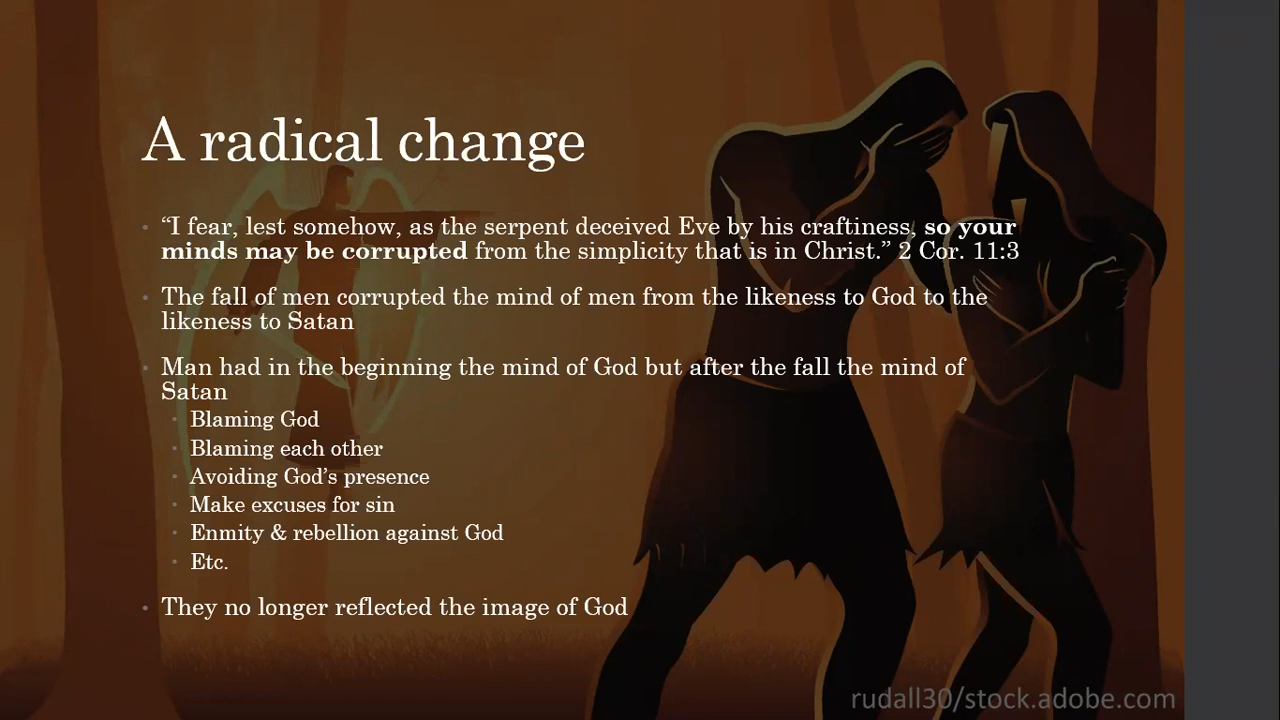 A radical change
“I fear, lest somehow, as the serpent deceived Eve by his craftiness, so your
minds may be corrupted from the simplicity that is in Christ.” 2 Cor. 11:3
The fall of men corrupted the mind of men from the likeness to God to the
likeness to Satan
Man had in the beginning the mind of God but after the fall the mind of
Satan
Blaming God
Blaming each other
Avoiding God’s presence
Make excuses for sin
Enmity & rebellion against God
Etc.
They no longer reflected the image of God
rudall30/stock.adobe.com